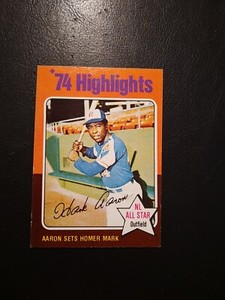 '74 Highlights
Hank Aaron
NL
ALL STAR
Outfield
AARON SETS HOMER MARK